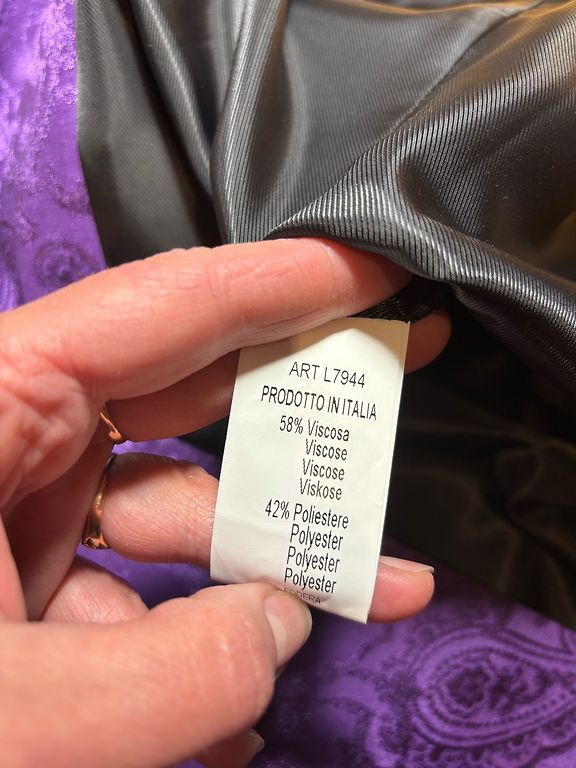 ART L7944
PRODOTTO IN ITALIA
58% Viscosa
Viscose
Viscose
Viskose
42% Poliestere
Polyester
Polyester
Polyester